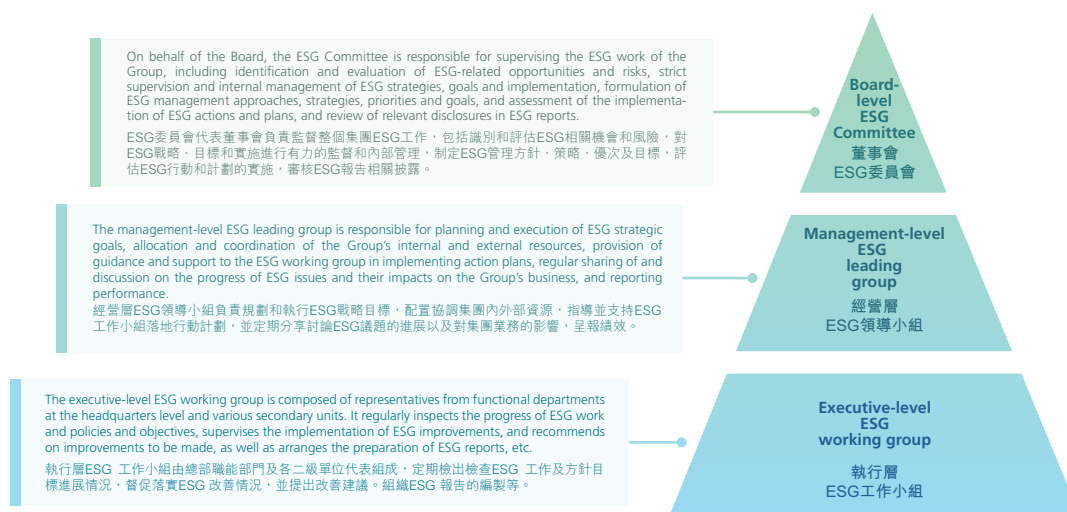 On behalf of the Board, the ESG Committee is responsible for supervising the ESG work of the
Group, including identification and evaluation of ESG-related opportunities and risks, strict
supervision and internal management of ESG strategies, goals and implementation, formulation of
ESG management approaches, strategies, priorities and goals, and assessment of the implementa-
tion of ESG actions and plans, and review of relevant disclosures in ESG reports.
ESG委員會代表董事會負責監督整個集團ESG工作，包括識別和評估ESG相關機會和風險，對
ESG戰略、目標和實施進行有力的監督和內部管理，制定ESG管理方針、策略、優次及目標，評
估ESG行動和計劃的實施，審核ESG報告相關披露。
Board-
level
ESG
Committee
董事會
ESG委員會
The management-level ESG leading group is responsible for planning and execution of ESG strategic
goals, allocation and coordination of the Group's internal and external resources, provision of
guidance and support to the ESG working group in implementing action plans, regular sharing of and
discussion on the progress of ESG issues and their impacts on the Group's business, and reporting
performance.
經營層ESG領導小組負責規劃和執行ESG戰略目標，配置協調集團內外部資源，指導並支持ESG
工作小組落地行動計劃，並定期分享討論ESG議題的進展以及對集團業務的影響，呈報績效。
Management-level
ESG
leading
group
經營層
ESG領導小組
The executive-level ESG working group is composed of representatives from functional departments
at the headquarters level and various secondary units. It regularly inspects the progress of ESG work
and policies and objectives, supervises the implementation of ESG improvements, and recommends
on improvements to be made, as well as arranges the preparation of ESG reports, etc.
執行層ESG 工作小組由總部職能部門及各二級單位代表組成，定期檢出檢查ESG 工作及方針目
標進展情況，督促落實ESG 改善情況，並提出改善建議。組織ESG 報告的編製等。
Executive-level
ESG
working group
執行層
ESG工作小組